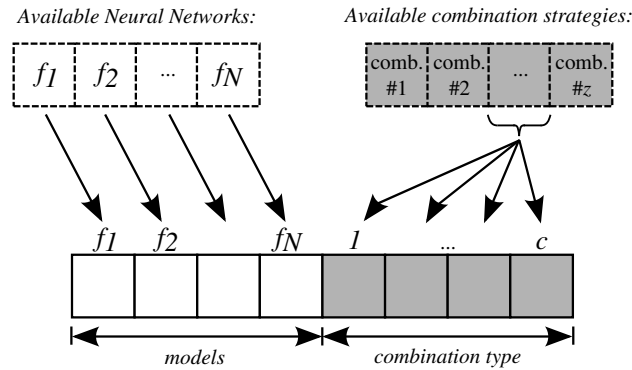 Available Neural Networks:
Available combination strategies:
f1 f2 ... fN
comb. #1 comb. #2 ... comb. #z
f1 f2 fN 1 ... c
models
combination type